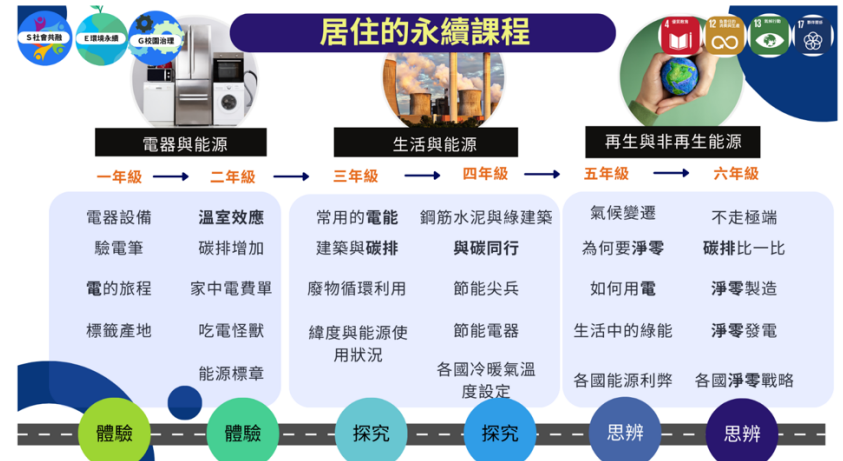 S社會共融
E環境永續
G校園治理
居住的永續課程
4
12
13
17
電器與能源
生活與能源
再生與非再生能源
一年級
二年級
三年級
四年級
五年級
六年級
電器設備
驗電筆
電的旅程
標籤產地
溫室效應
碳排增加
家中電費單
吃電怪獸
能源標章
常用的電能
建築與碳排
廢物循環利用
緯度與能源使
用狀況
鋼筋水泥與綠建築
與碳同行
節能尖兵
節能電器
各國冷暖氣溫
度設定
氣候變遷
為何要淨零
如何用電
生活中的綠能
各國能源利弊
不走極端
碳排比一比
淨零製造
淨零發電
各國淨零戰略
體驗
體驗
探究
探究
思辨
思辨